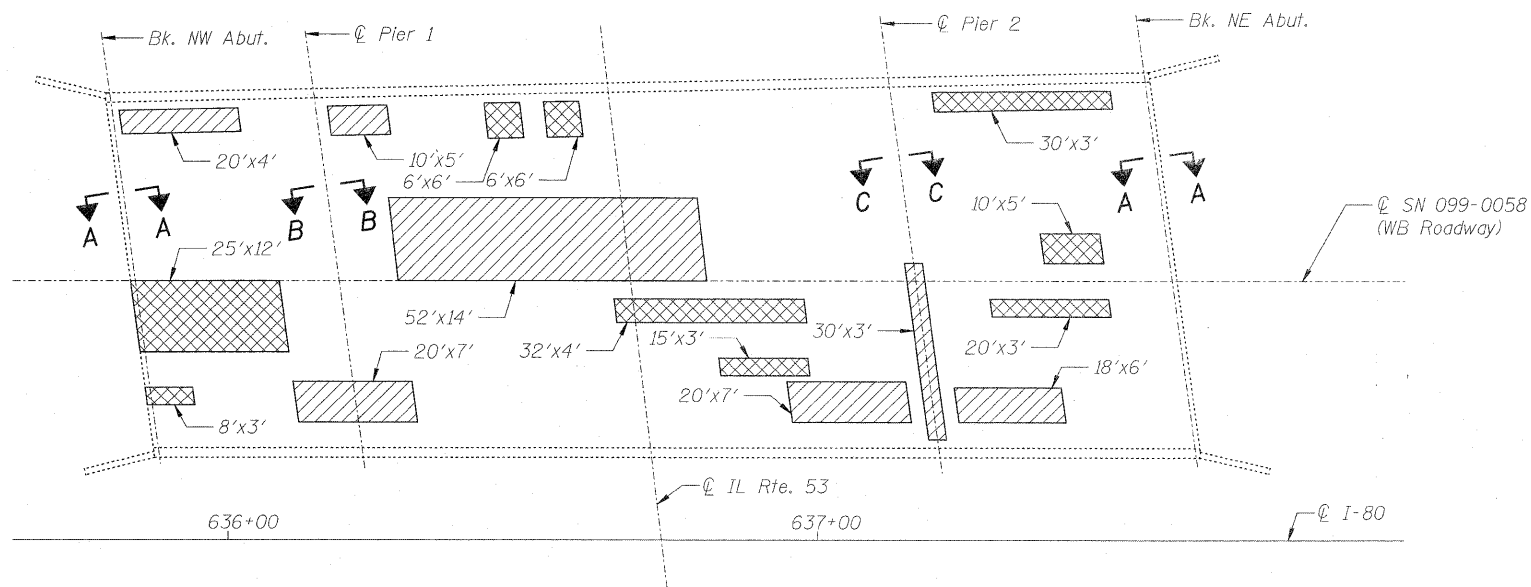 Bk. NW Abut.
℄ Pier 1
℄ Pier 2
Bk. NE Abut.
20'x4'
10'x5'
6'x6'
6'x6'
30'x3'
A
A
B
B
C
C
A
A
10'x5'
℄ SN 099-0058
(WB Roadway)
25'x12'
52'x14'
32'x4'
15'x3'
30'x3'
20'x3'
20'x7'
20'x7'
18'x6'
8'x3'
℄ IL Rte. 53
636+00
637+00
℄ I-80